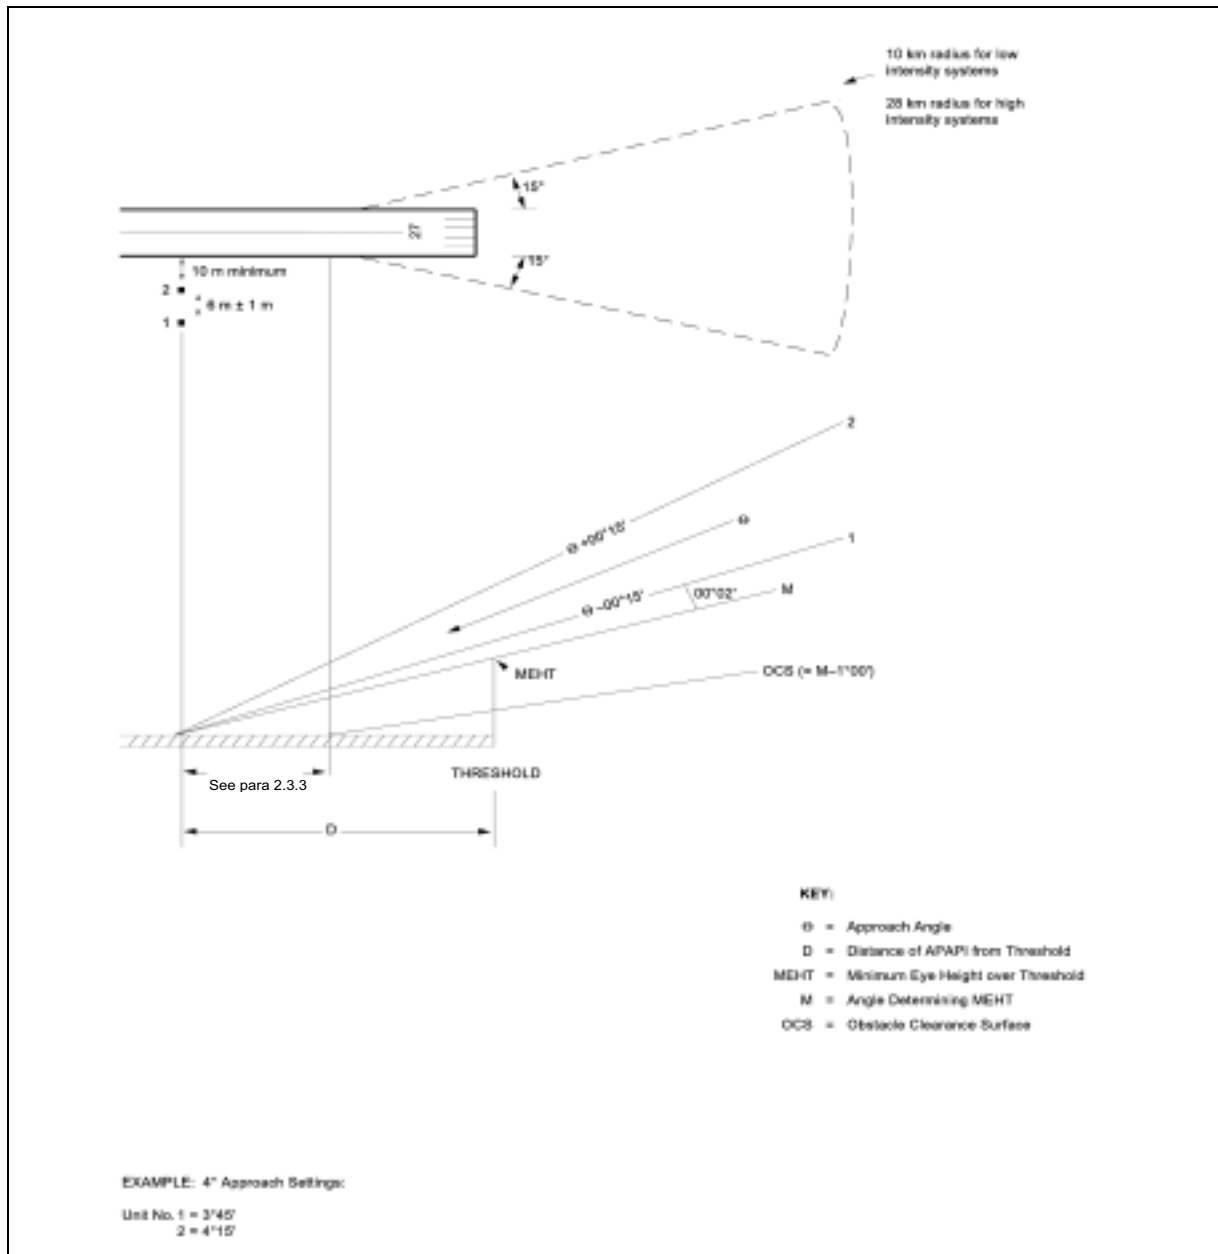 10 km radius for low
intensity systems
28 km radius for high
intensity systems
15°
27
15°
10 m minimum
2
6 m ± 1 m
1
2
Θ +00°15'
Θ
1
Θ –00°15'
00°02'
M
MEHT
OCS (= M–1°00')
THRESHOLD
See para 2.3.3
D
KEY:
Θ = Approach Angle
D = Distance of APAPI from Threshold
MEHT = Minimum Eye Height over Threshold
M = Angle Determining MEHT
OCS = Obstacle Clearance Surface
EXAMPLE: 4° Approach Settings:
Unit No. 1 = 3°45'
2 = 4°15'